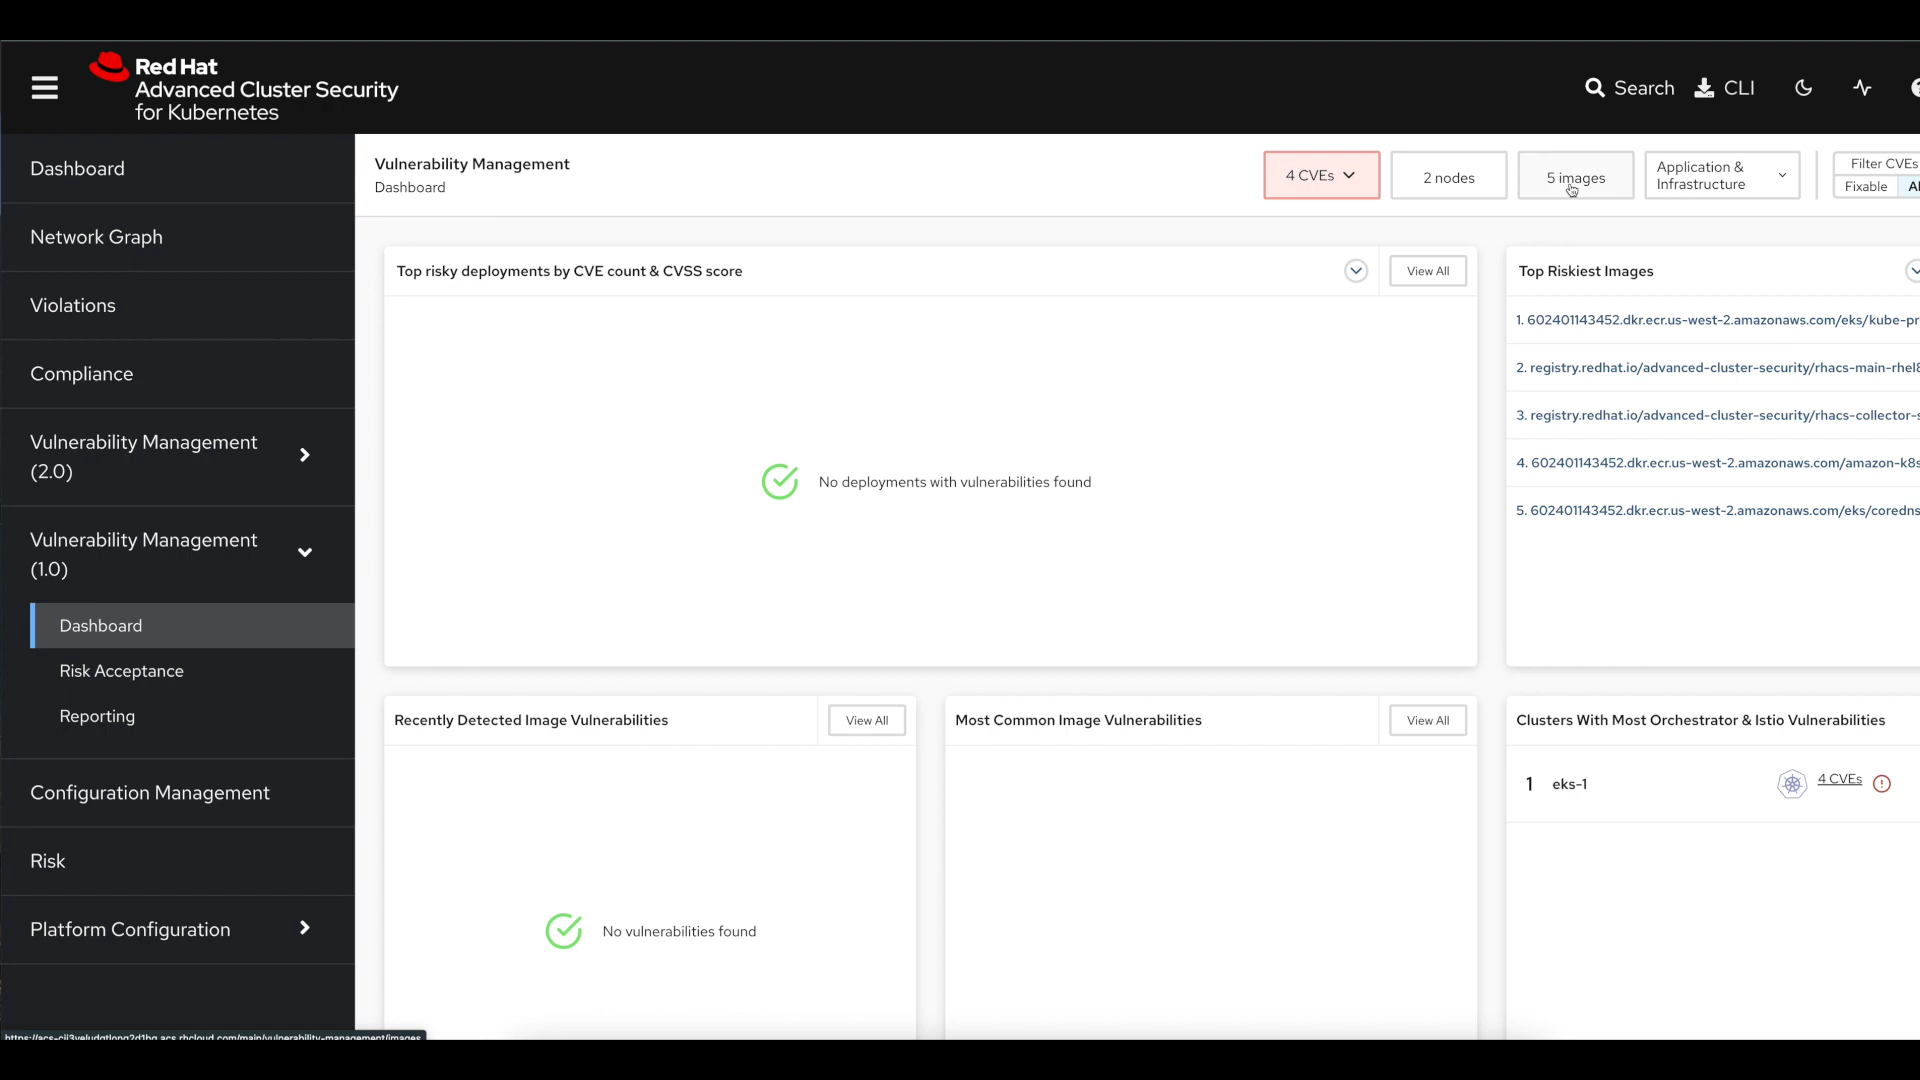 Red Hat
Advanced Cluster Security
for Kubernetes
Search
CLI
Dashboard
Network Graph
Violations
Compliance
Vulnerability Management
(2.0)
Vulnerability Management
(1.0)
Dashboard
Risk Acceptance
Reporting
Configuration Management
Risk
Platform Configuration
Vulnerability Management
Dashboard
4 CVEs
2 nodes
5 images
Application &
Infrastructure
Filter CVEs
Fixable
Top risky deployments by CVE count & CVSS score
View All
No deployments with vulnerabilities found
Top Riskiest Images
1. 602401143452.dkr.ecr.us-west-2.amazonaws.com/eks/kube-pr
2. registry.redhat.io/advanced-cluster-security/rhacs-main-rhel8
3. registry.redhat.io/advanced-cluster-security/rhacs-collector-s
4. 602401143452.dkr.ecr.us-west-2.amazonaws.com/amazon-k8s
5. 602401143452.dkr.ecr.us-west-2.amazonaws.com/eks/coredns
Recently Detected Image Vulnerabilities
View All
No vulnerabilities found
Most Common Image Vulnerabilities
View All
Clusters With Most Orchestrator & Istio Vulnerabilities
1 eks-1
4 CVEs